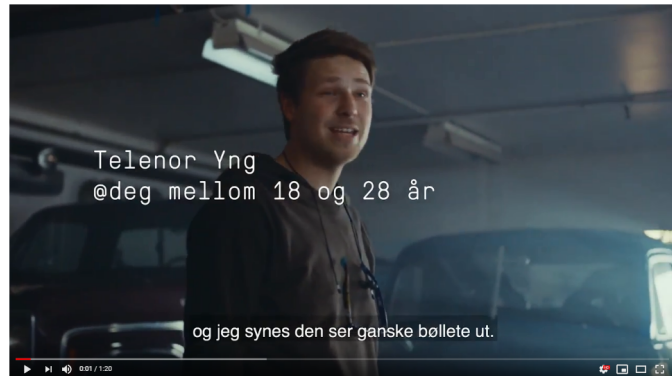 Telenor Yng
@deg mellom 18 og 28 år
og jeg synes den ser ganske bøllete ut.
0:01 / 1:20